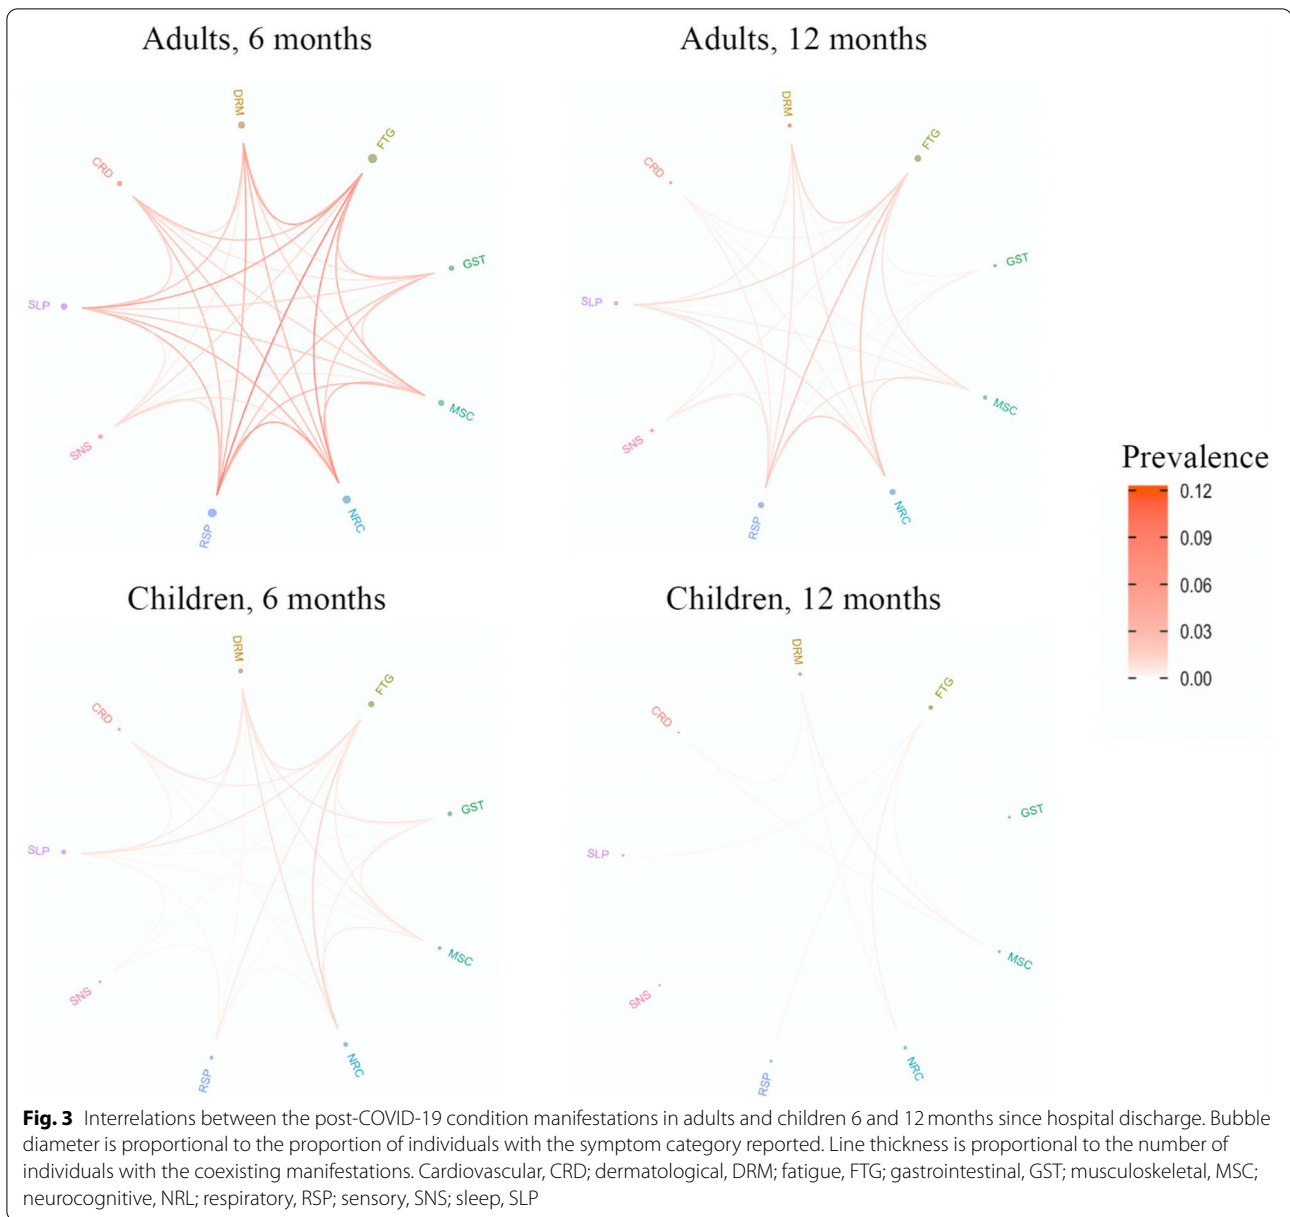 Adults, 6 months
Adults, 12 months
DRM
FTG
CRD
GST
SLP
MSC
SNS
NRC
RSP
DRM
FTG
CRD
GST
SLP
MSC
SNS
NRC
RSP
Prevalence
0.12
0.09
0.06
0.03
0.00
Children, 6 months
Children, 12 months
DRM
FTG
CRD
GST
SLP
MSC
SNS
NRC
RSP
DRM
FTG
CRD
GST
SLP
MSC
SNS
NRC
RSP
Fig. 3 Interrelations between the post-COVID-19 condition manifestations in adults and children 6 and 12 months since hospital discharge. Bubble
diameter is proportional to the proportion of individuals with the symptom category reported. Line thickness is proportional to the number of
individuals with the coexisting manifestations. Cardiovascular, CRD; dermatological, DRM; fatigue, FTG; gastrointestinal, GST; musculoskeletal, MSC;
neurocognitive, NRL; respiratory, RSP; sensory, SNS; sleep, SLP